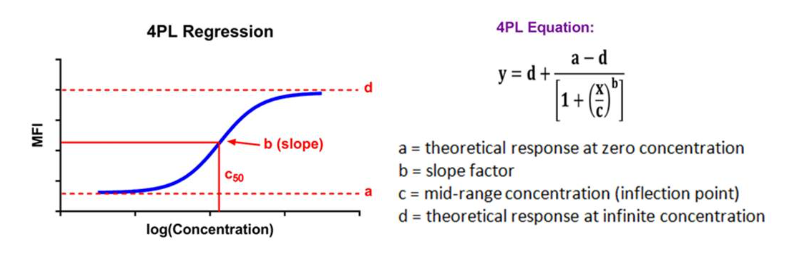 4PL Regression
MFI
d
b (slope)
C50
a
log(Concentration)
4PL Equation:
y = d + a − d / [1 + (x/c)^b]
a = theoretical response at zero concentration
b = slope factor
c = mid-range concentration (inflection point)
d = theoretical response at infinite concentration